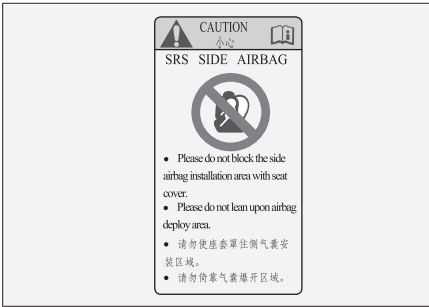 CAUTION
小心
SRS SIDE AIRBAG
• Please do not block the side
airbag installation area with seat
cover.
• Please do not lean upon airbag
deploy area.
• 请勿使座套罩住侧气囊安
装区域。
• 请勿倚靠气囊爆开区域。